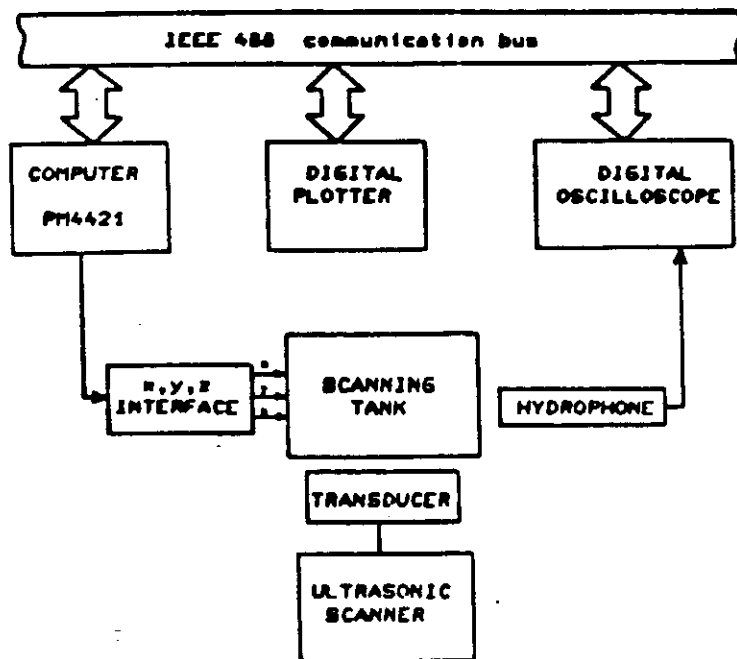 IEEE 488 communication bus
COMPUTER
PM4421
DIGITAL
PLOTTER
DIGITAL
OSCILLOSCOPE
x,y,z
INTERFACE
SCANNING
TANK
HYDROPHONE
TRANSDUCER
ULTRASONIC
SCANNER